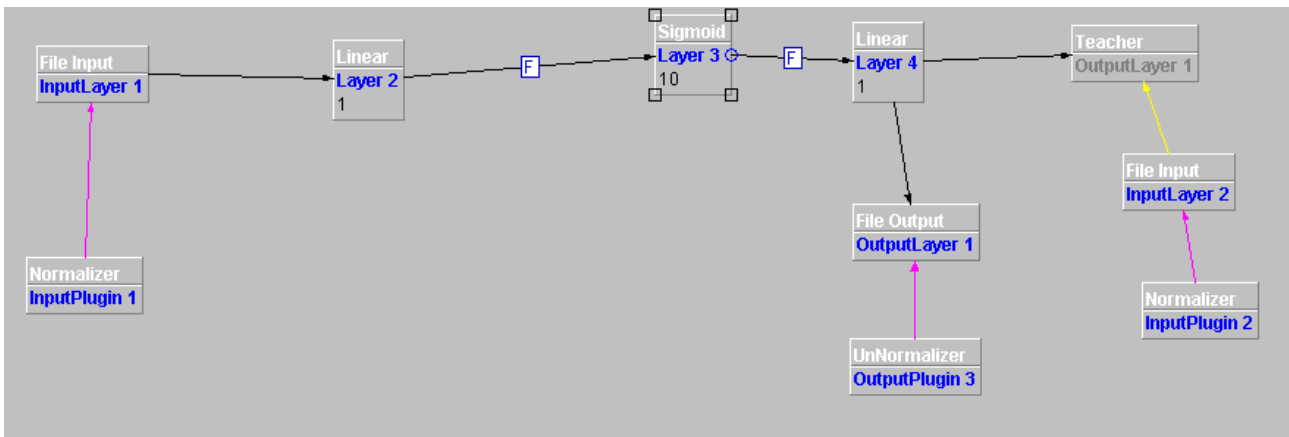 File Input
InputLayer 1
Linear
Layer 2
1
F
Sigmoid
Layer 3
10
F
Linear
Layer 4
1
Teacher
OutputLayer 1
File Input
InputLayer 2
File Output
OutputLayer 1
Normalizer
InputPlugin 1
Normalizer
InputPlugin 2
UnNormalizer
OutputPlugin 3